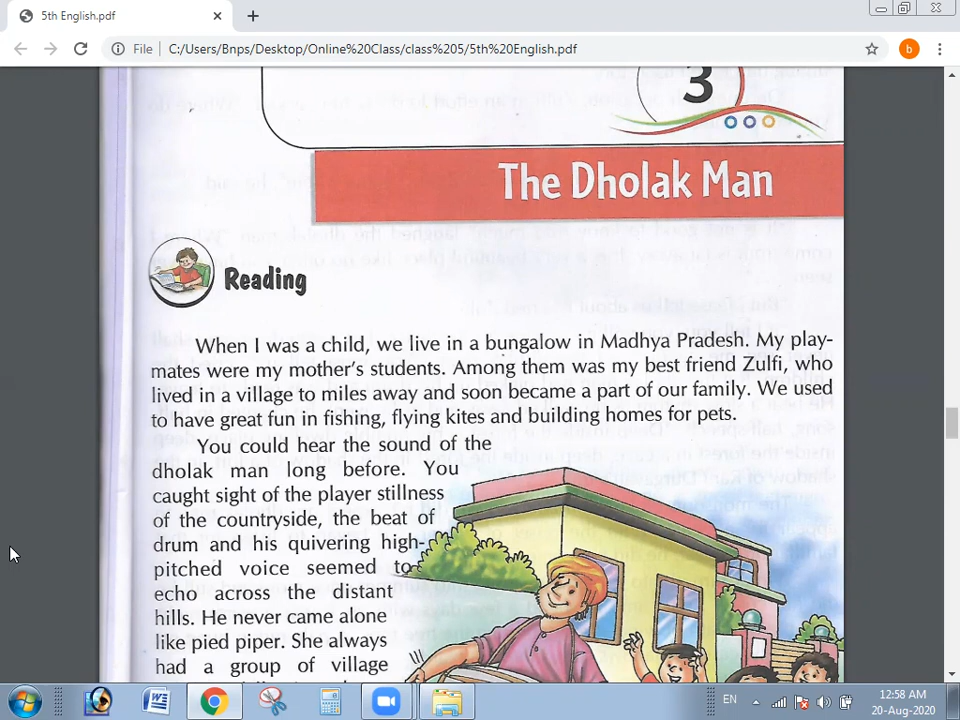 5th English.pdf
File C:/Users/Bnps/Desktop/Online%20Class/class%205/5th%20English.pdf
b
3
The Dholak Man
Reading
When I was a child, we live in a bungalow in Madhya Pradesh. My play-
mates were my mother's students. Among them was my best friend Zulfi, who
lived in a village to miles away and soon became a part of our family. We used
to have great fun in fishing, flying kites and building homes for pets.
You could hear the sound of the
dholak man long before. You
caught sight of the player stillness
of the countryside, the beat of
drum and his quivering high-
pitched voice seemed to
echo across the distant
hills. He never came alone
like pied piper. She always
had a group of village
EN
12:58 AM
20-Aug-2020